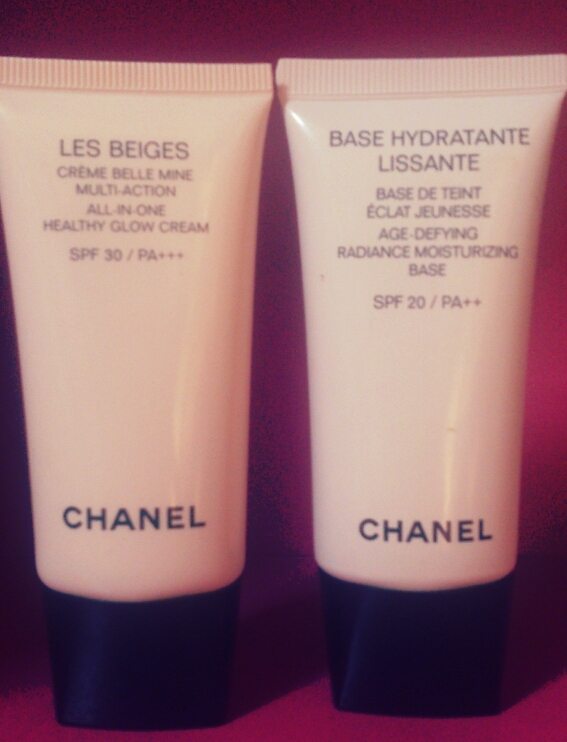 LES BEIGES
CRÈME BELLE MINE
MULTI-ACTION
ALL-IN-ONE
HEALTHY GLOW CREAM
SPF 30 / PA+++
CHANEL
BASE HYDRATANTE
LISSANTE
BASE DE TEINT
ÉCLAT JEUNESSE
AGE-DEFYING
RADIANCE MOISTURIZING
BASE
SPF 20 / PA++
CHANEL